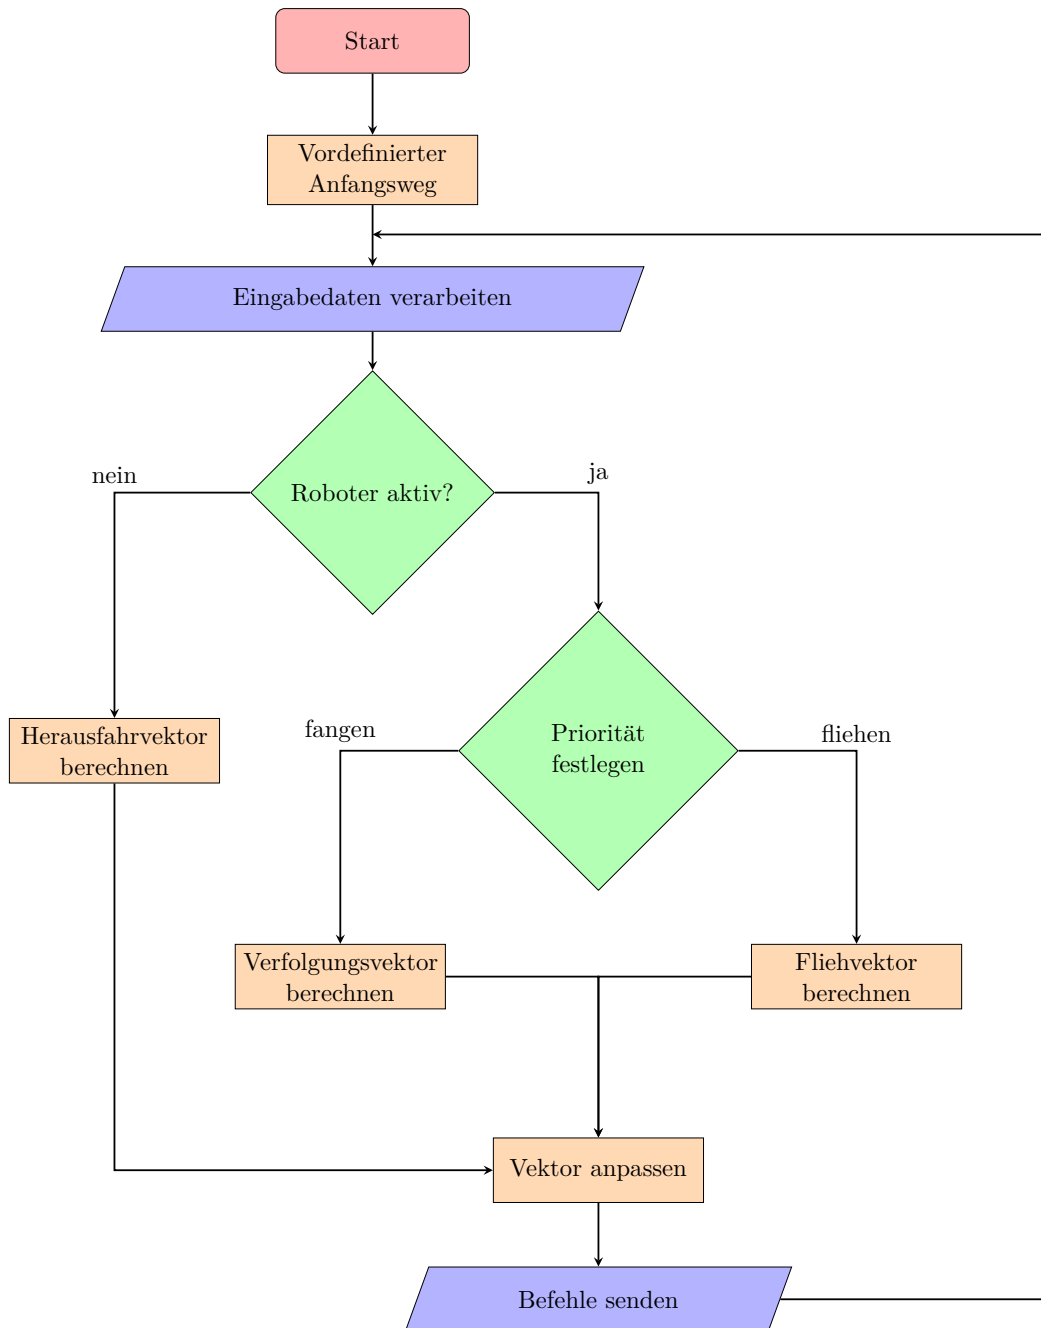 Start
Vordefinierter
Anfangsweg
Eingabedaten verarbeiten
nein
ja
Roboter aktiv?
fangen
Priorität
festlegen
fliehen
Herausfahrvektor
berechnen
Verfolgungsvektor
berechnen
Fliehvektor
berechnen
Vektor anpassen
Befehle senden